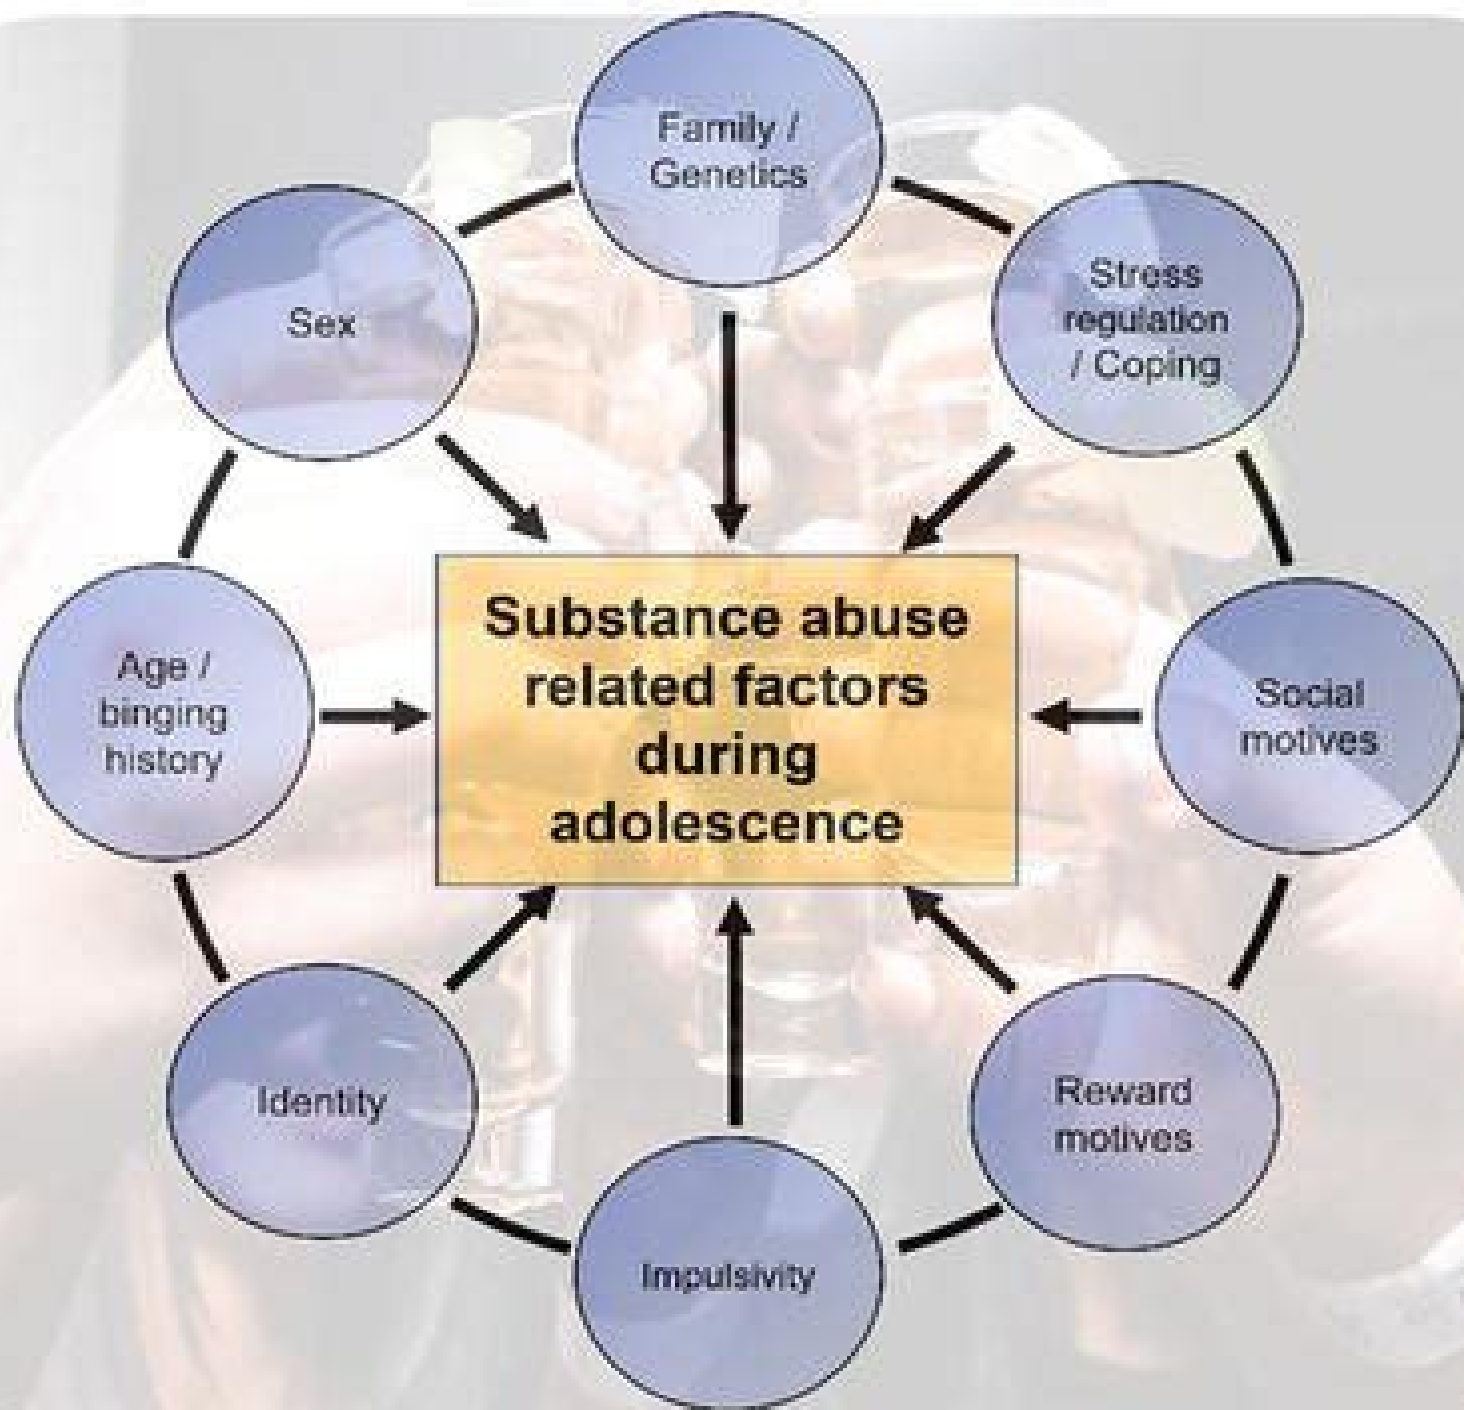 Family /
Genetics
Stress
regulation
/ Coping
Social
motives
Reward
motives
Impulsivity
Identity
Age /
binging
history
Sex
Substance abuse
related factors
during
adolescence